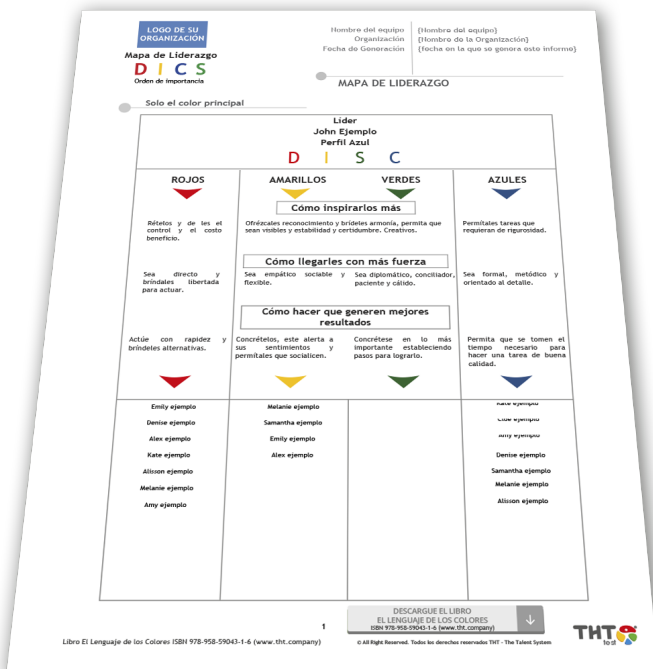 LOGO DE SU
ORGANIZACIÓN
Mapa de Liderazgo
D I C S
Orden de importancia
Nombre del equipo
Organización
Fecha de Generación
(Nombre del equipo)
(Nombre de la Organización)
(fecha en la que se genera este informe)
MAPA DE LIDERAZGO
Solo el color principal
Líder
John Ejemplo
Perfil Azul
D I S C
ROJOS AMARILLOS VERDES AZULES
Cómo inspirarlos más
Rételos y de les el
control y el costo
beneficio.
Ofrézcales reconocimiento y bríndeles armonía, permita que
sean visibles y estabilidad y certidumbre. Creativos.
Permítales tareas que
requieran de rigurosidad.
Cómo llegarles con más fuerza
Sea directo y
bríndales libertada
para actuar.
Sea empático sociable y
flexible.
Sea diplomático, conciliador,
paciente y cálido.
Sea formal, metódico y
orientado al detalle.
Cómo hacer que generen mejores
resultados
Actúe con rapidez y
bríndeles alternativas.
Concrételos, este alerta a
sus sentimientos y
permítales que socialicen.
Concrétese en lo más
importante estableciendo
pasos para lograrlo.
Permita que se tomen el
tiempo necesario para
hacer una tarea de buena
calidad.
Emily ejemplo
Denise ejemplo
Alex ejemplo
Kate ejemplo
Alisson ejemplo
Melanie ejemplo
Amy ejemplo
Melanie ejemplo
Samantha ejemplo
Emily ejemplo
Alex ejemplo
Kate ejemplo
ejemplo
Amy ejemplo
Denise ejemplo
Samantha ejemplo
Melanie ejemplo
Alisson ejemplo
DESCARGUE EL LIBRO
EL LENGUAJE DE LOS COLORES
ISBN 978-958-59043-1-6 (www.tht.company)
1
Libro El Lenguaje de los Colores ISBN 978-958-59043-1-6 (www.tht.company)
© All Right Reserved. Todos los derechos reservados THT - The Talent System
THT
test